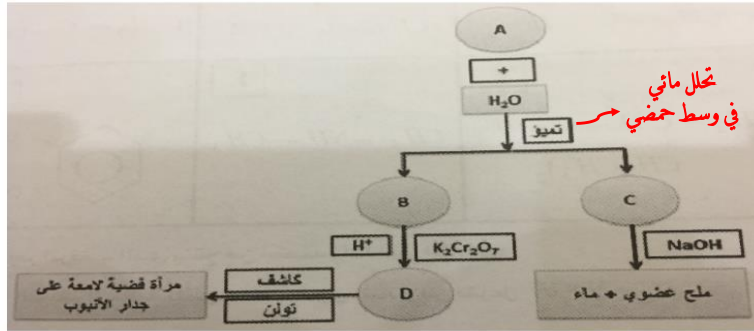 A
+
H₂O
تحلل مائي
في وسط حمضي
تميؤ
B
C
H⁺
K₂Cr₂O₇
NaOH
مرآة فضية لامعة على
جدار الأنبوب
كاشف
تولن
D
ملح عضوي + ماء